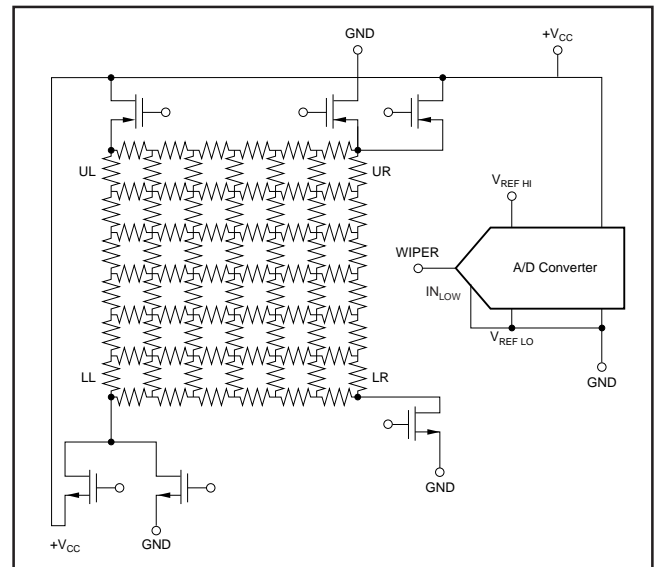 GND
+VCC
UL
UR
VREF HI
WIPER
A/D Converter
INLOW
VREF LO
LL
LR
GND
GND
+VCC
GND